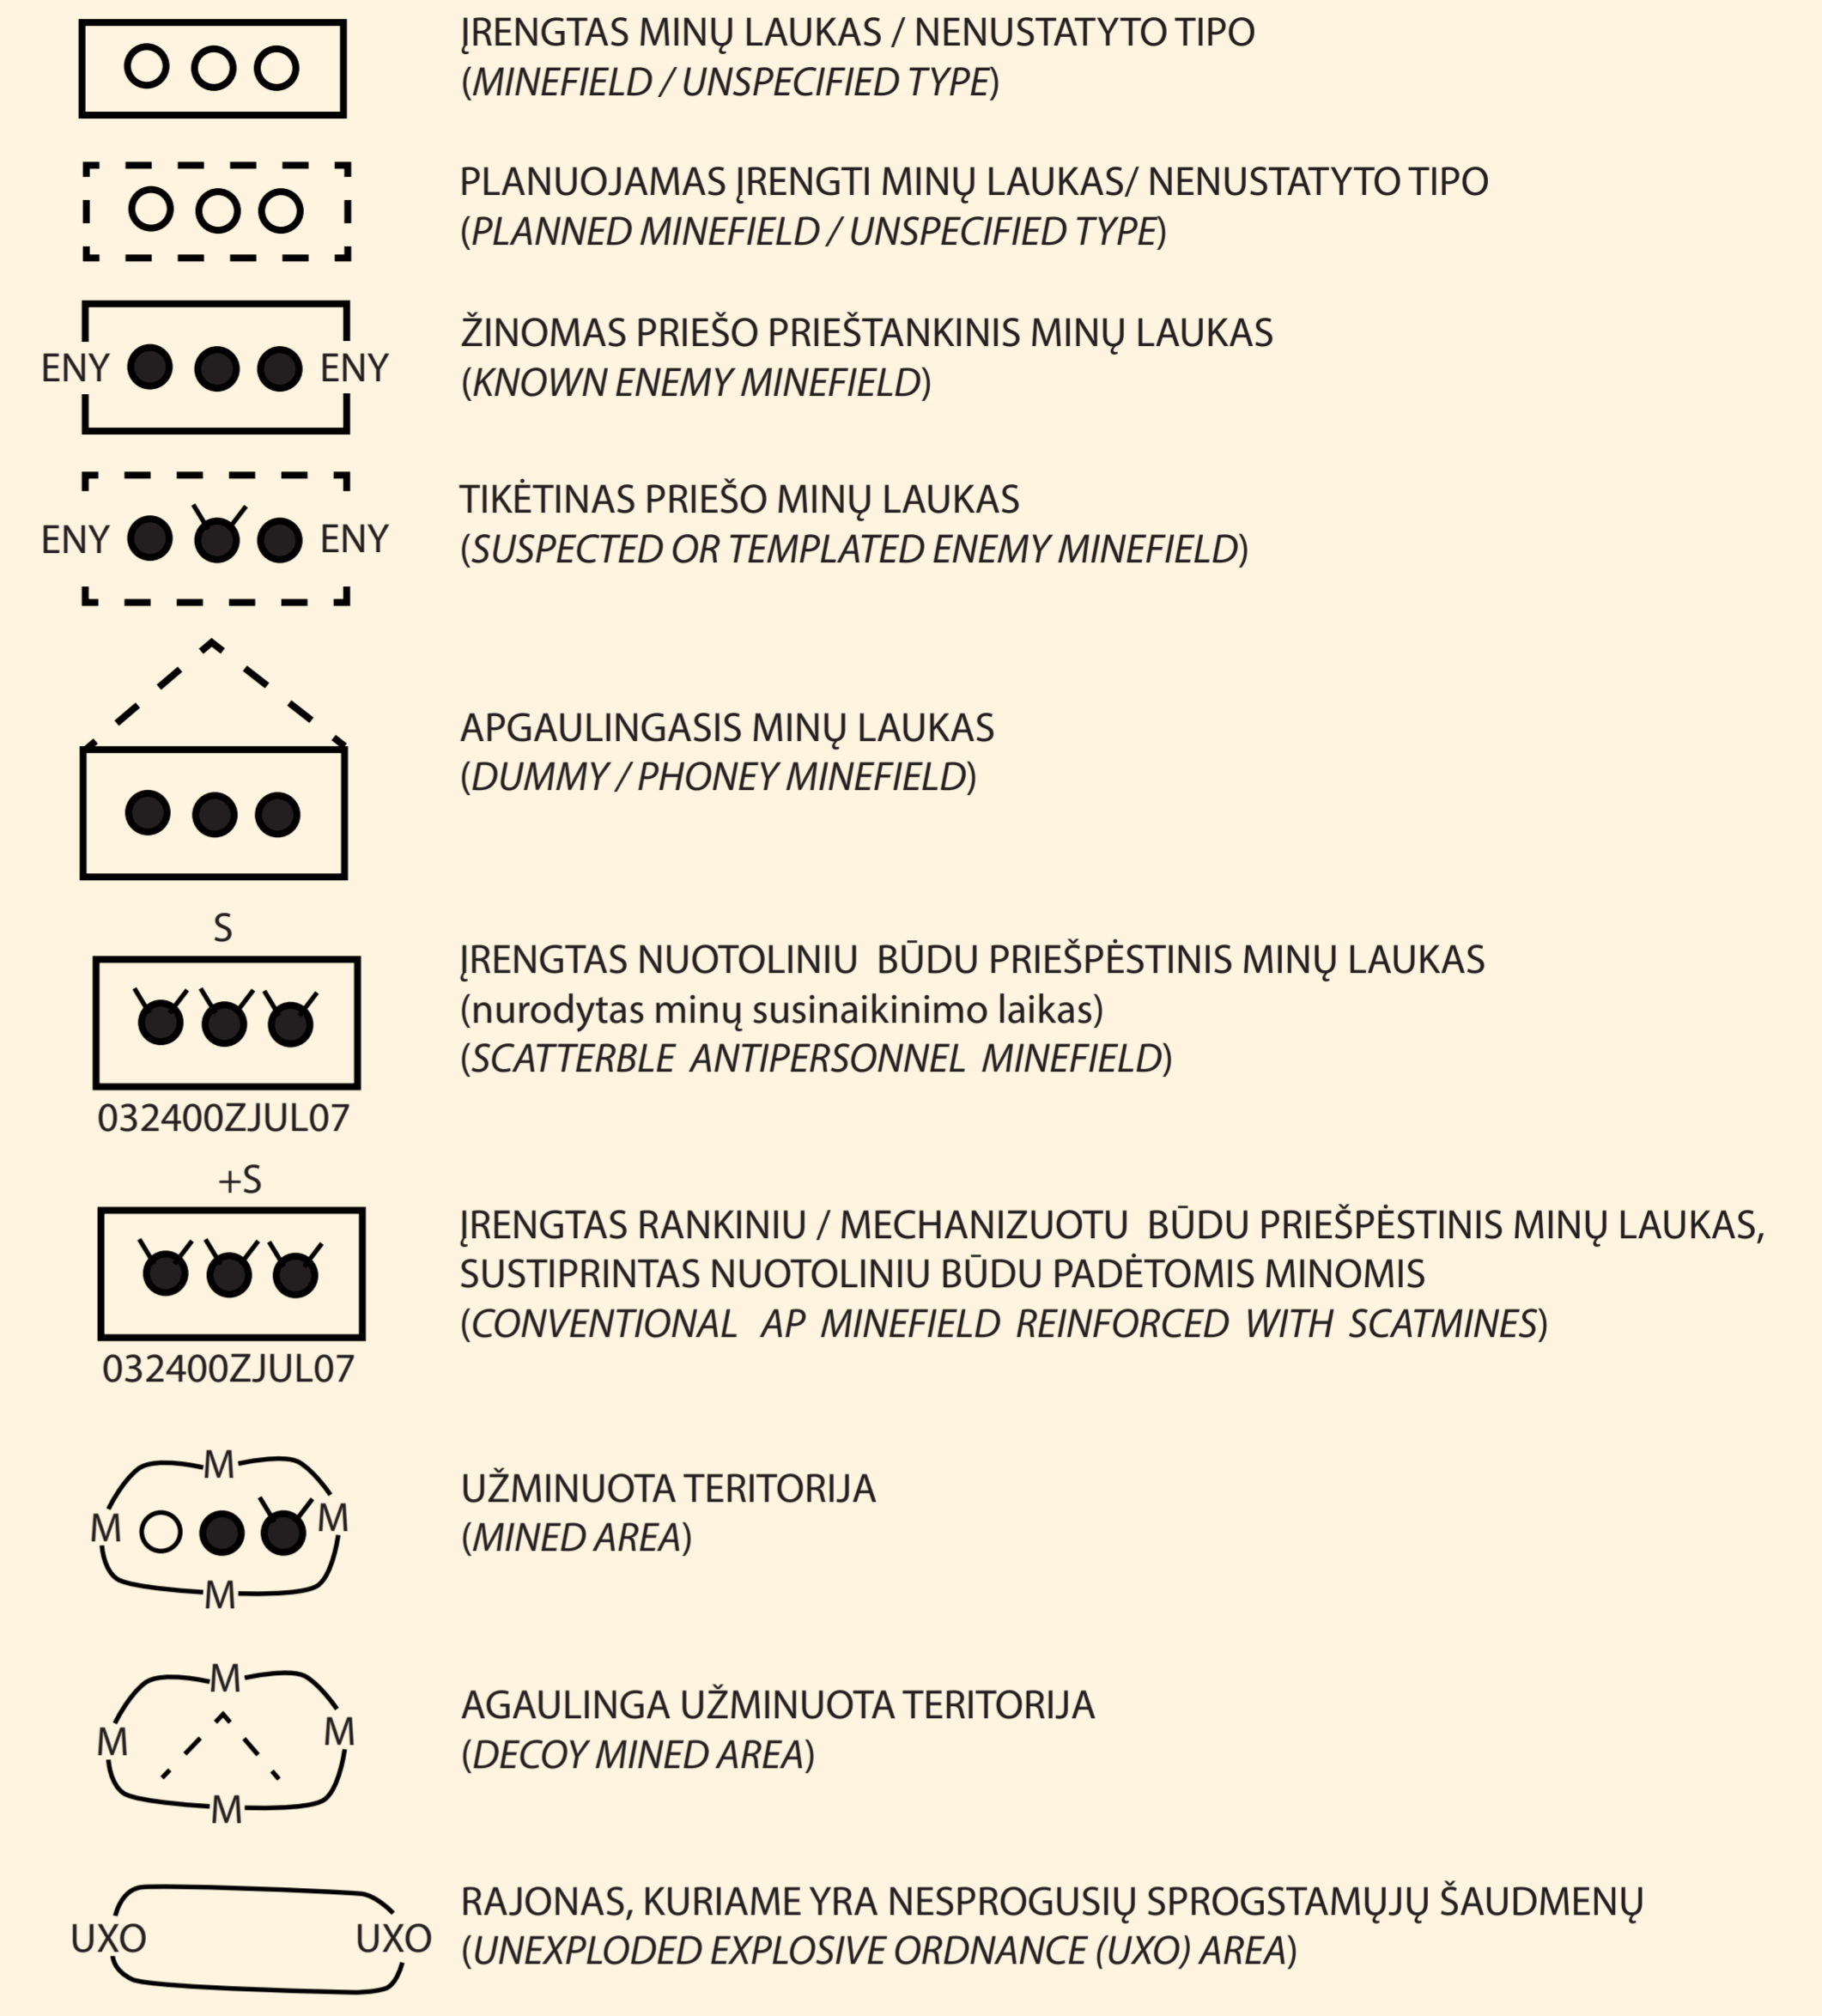 ĮRENGTAS MINŲ LAUKAS / NENUSTATYTO TIPO
(MINEFIELD / UNSPECIFIED TYPE)
PLANUOJAMAS ĮRENGTI MINŲ LAUKAS/ NENUSTATYTO TIPO
(PLANNED MINEFIELD / UNSPECIFIED TYPE)
ENY ENY
ŽINOMAS PRIEŠO PRIEŠTANKINIS MINŲ LAUKAS
(KNOWN ENEMY MINEFIELD)
ENY ENY
TIKĖTINAS PRIEŠO MINŲ LAUKAS
(SUSPECTED OR TEMPLATED ENEMY MINEFIELD)
APGAULINGASIS MINŲ LAUKAS
(DUMMY / PHONEY MINEFIELD)
S
032400ZJUL07
ĮRENGTAS NUOTOLINIU BŪDU PRIEŠPĖSTINIS MINŲ LAUKAS
(nurodytas minų susinaikinimo laikas)
(SCATTERBLE ANTIPERSONNEL MINEFIELD)
+S
032400ZJUL07
ĮRENGTAS RANKINIU / MECHANIZUOTU BŪDU PRIEŠPĖSTINIS MINŲ LAUKAS,
SUSTIPRINTAS NUOTOLINIU BŪDU PADĖTOMIS MINOMIS
(CONVENTIONAL AP MINEFIELD REINFORCED WITH SCATMINES)
M
M M
M
UŽMINUOTA TERITORIJA
(MINED AREA)
M
M M
M
AGAULINGA UŽMINUOTA TERITORIJA
(DECOY MINED AREA)
UXO UXO
RAJONAS, KURIAME YRA NESPROGUSIŲ SPROGSTAMŲJŲ ŠAUDMENŲ
(UNEXPLODED EXPLOSIVE ORDNANCE (UXO) AREA)